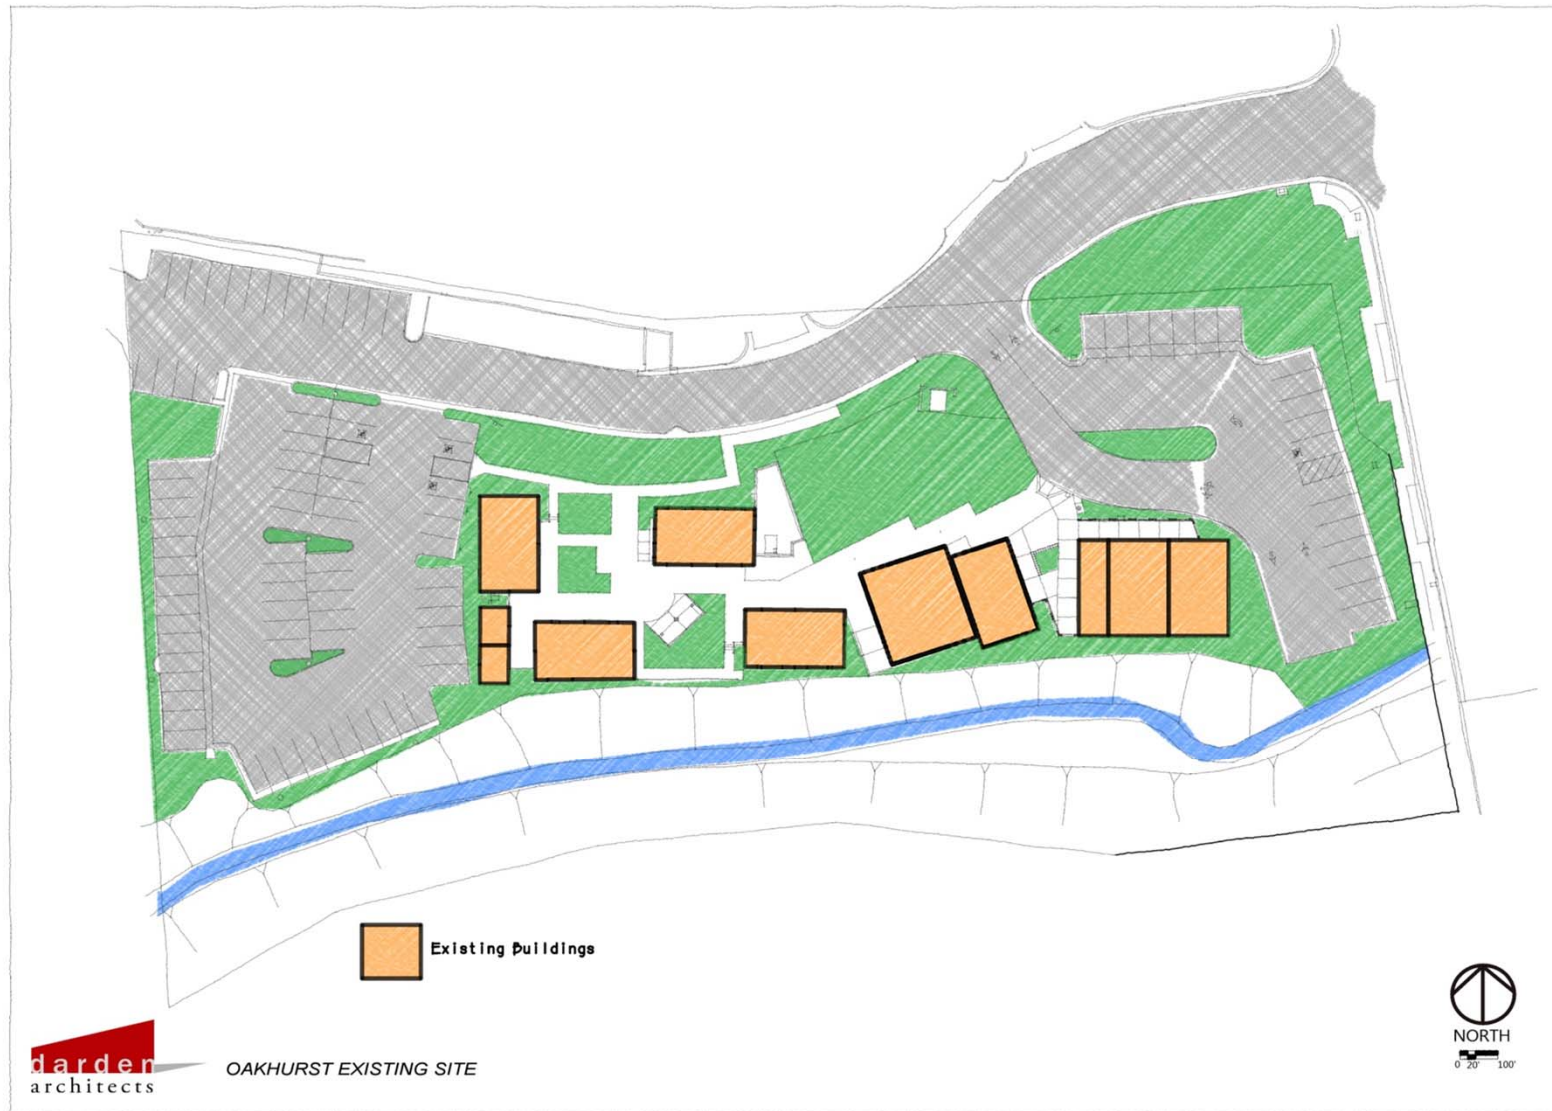 Existing Buildings
NORTH
0 20' 100'
darden
architects
OAKHURST EXISTING SITE